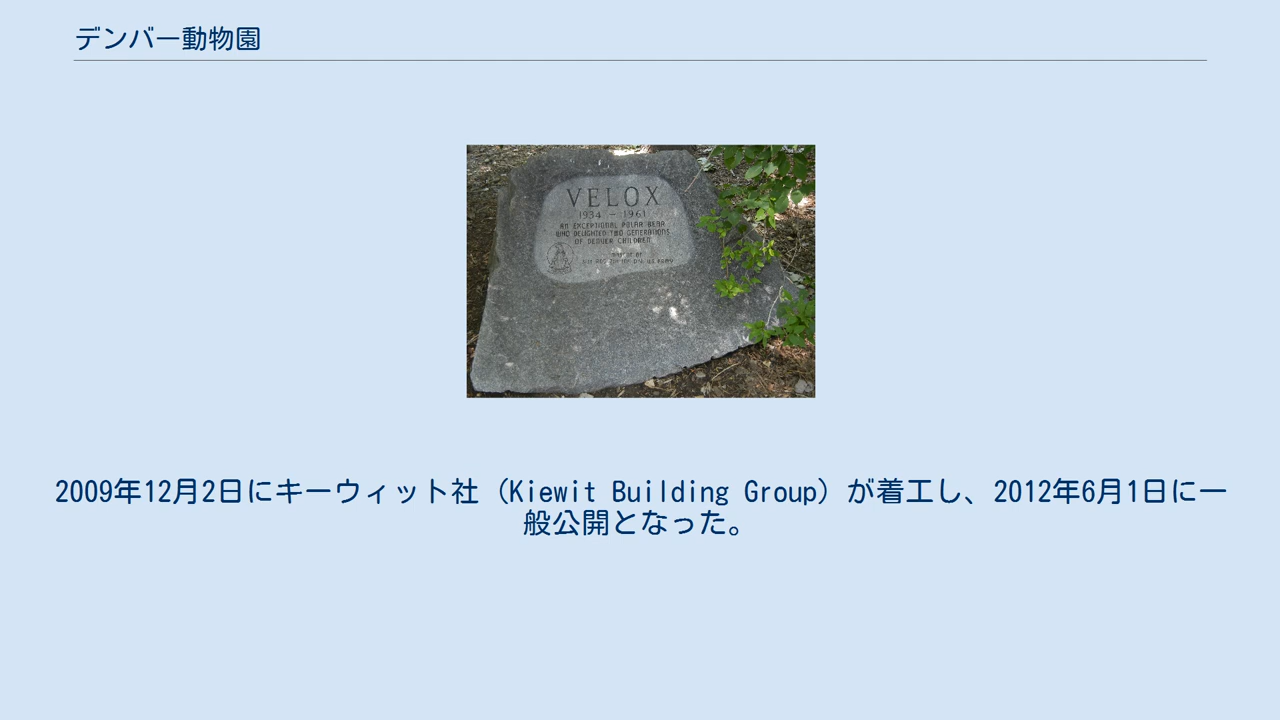 デンバー動物園
VELOX
1934 - 1961
AN EXCEPTIONAL POLAR BEAR
WHO DELIGHTED TWO GENERATIONS
OF DENVER CHILDREN
2009年12月2日にキーウィット社（Kiewit Building Group）が着工し、2012年6月1日に一
般公開となった。